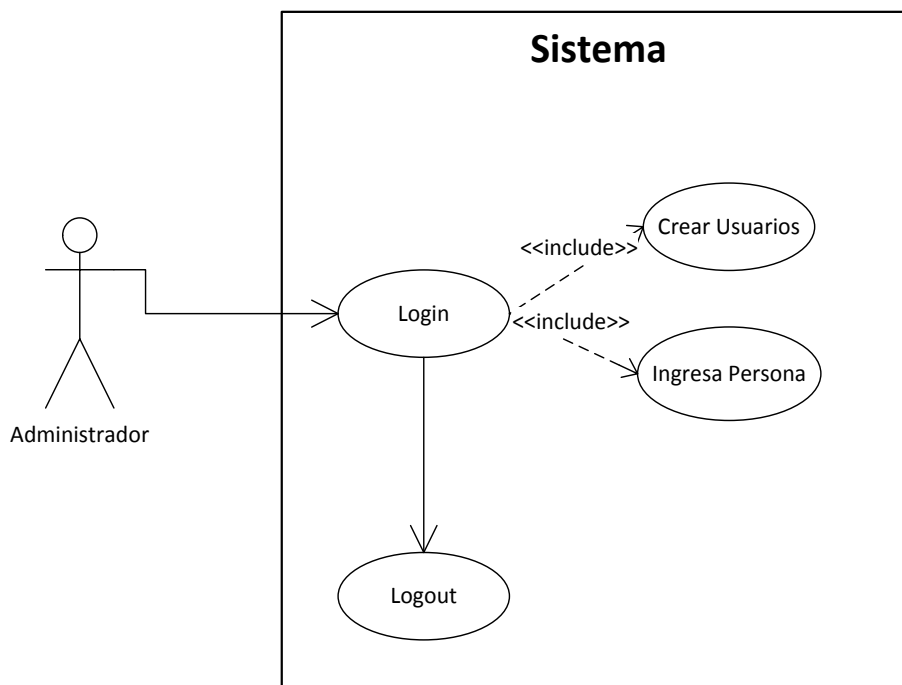 Sistema
Crear Usuarios
<<include>>
Login
<<include>>
Ingresa Persona
Administrador
Logout